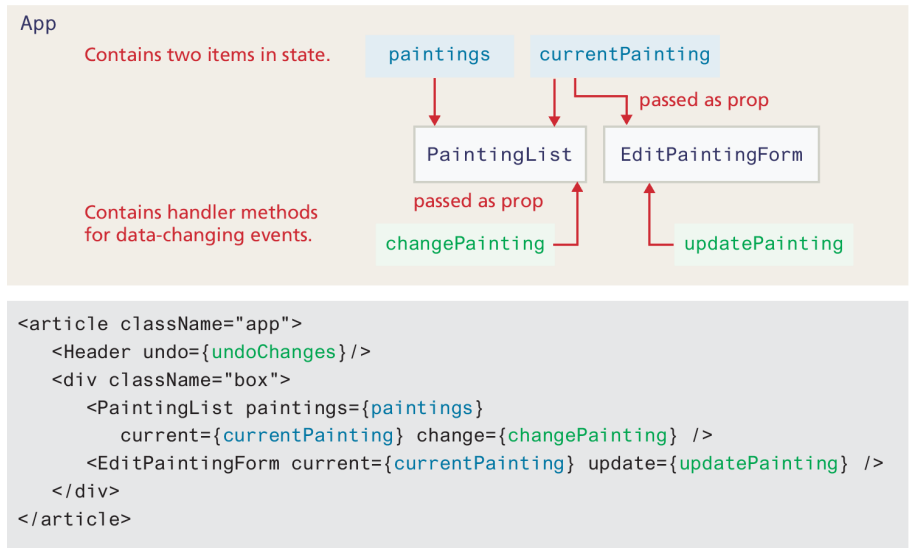 App
Contains two items in state.
paintings
currentPainting
passed as prop
PaintingList
EditPaintingForm
passed as prop
Contains handler methods
for data-changing events.
changePainting
updatePainting
<article className="app">
<Header undo={undoChanges}/>
<div className="box">
<PaintingList paintings={paintings}
current={currentPainting} change={changePainting} />
<EditPaintingForm current={currentPainting} update={updatePainting} />
</div>
</article>